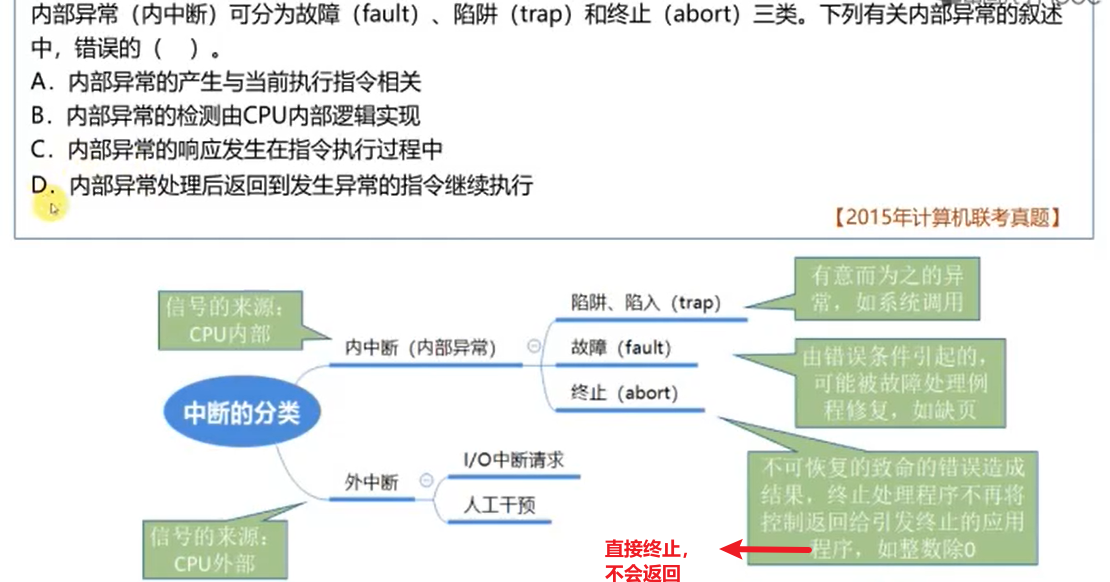 内部异常（内中断）可分为故障（fault）、陷阱（trap）和终止（abort）三类。下列有关内部异常的叙述
中，错误的（　）。
A．内部异常的产生与当前执行指令相关
B．内部异常的检测由CPU内部逻辑实现
C．内部异常的响应发生在指令执行过程中
D．内部异常处理后返回到发生异常的指令继续执行
【2015年计算机联考真题】
信号的来源：
CPU内部
内中断（内部异常）
陷阱、陷入（trap）
有意而为之的异
常，如系统调用
故障（fault）
由错误条件引起的，
可能被故障处理例
程修复，如缺页
终止（abort）
不可恢复的致命的错误造成
结果，终止处理程序不再将
控制返回给引发终止的应用
程序，如整数除0
中断的分类
外中断
I/O中断请求
人工干预
信号的来源：
CPU外部
直接终止，
不会返回